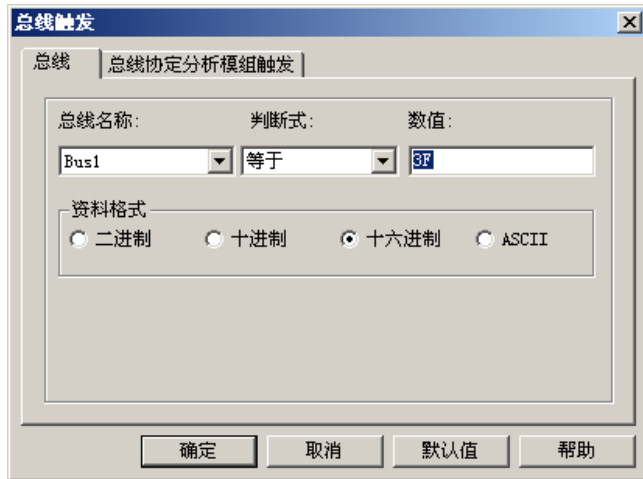 总线触发
总线 总线协定分析模组触发
总线名称: 判断式: 数值:
Bus1 等于 3F
资料格式
二进制 十进制 十六进制 ASCII
确定 取消 默认值 帮助